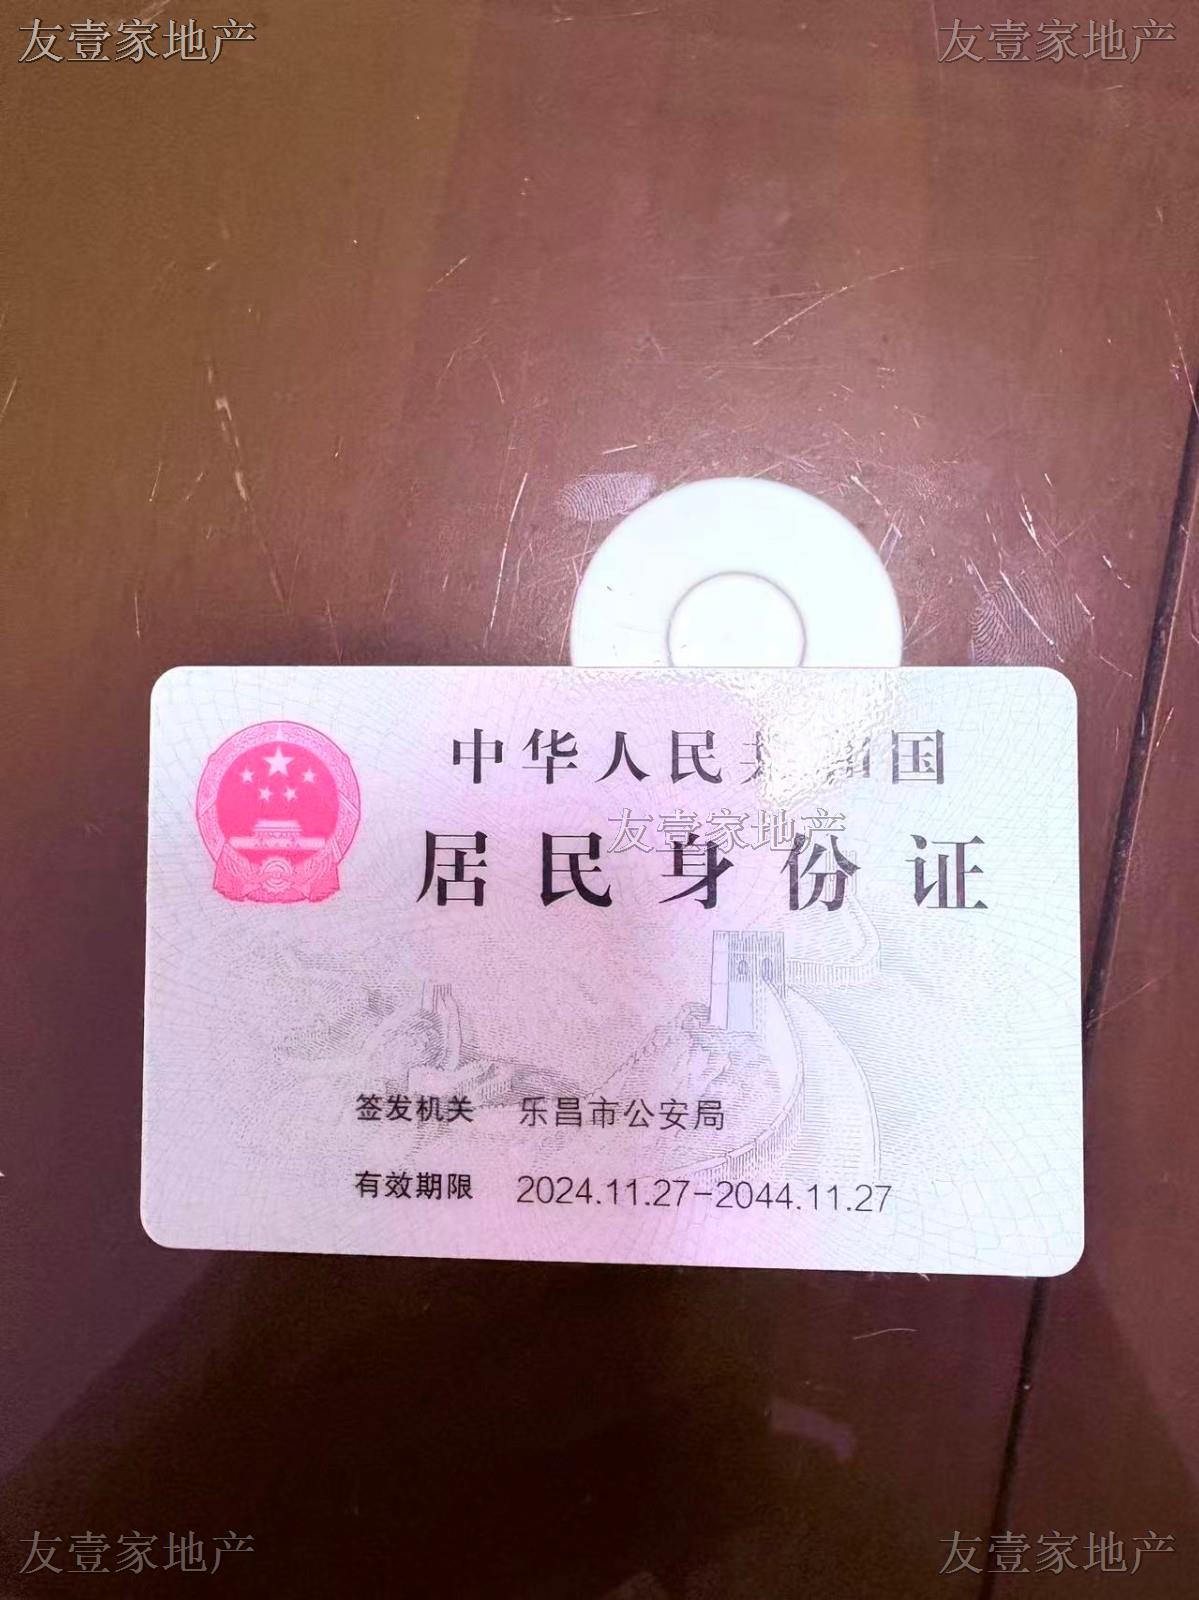 友壹家地产 友壹家地产
中华人民共和国
友壹家地产
居民身份证
签发机关 乐昌市公安局
有效期限 2024.11.27-2044.11.27
友壹家地产 友壹家地产